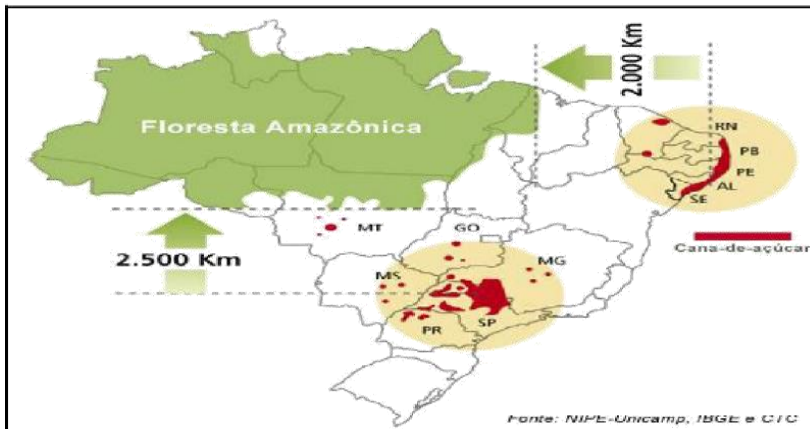 2.000 Km
Floresta Amazônica
RN
PB
PE
AL
SE
Cana-de-açúcar
MT
GO
2.500 Km
MS
MG
PR
SP
Fonte: NIPE-Unicamp, IBGE e CTC